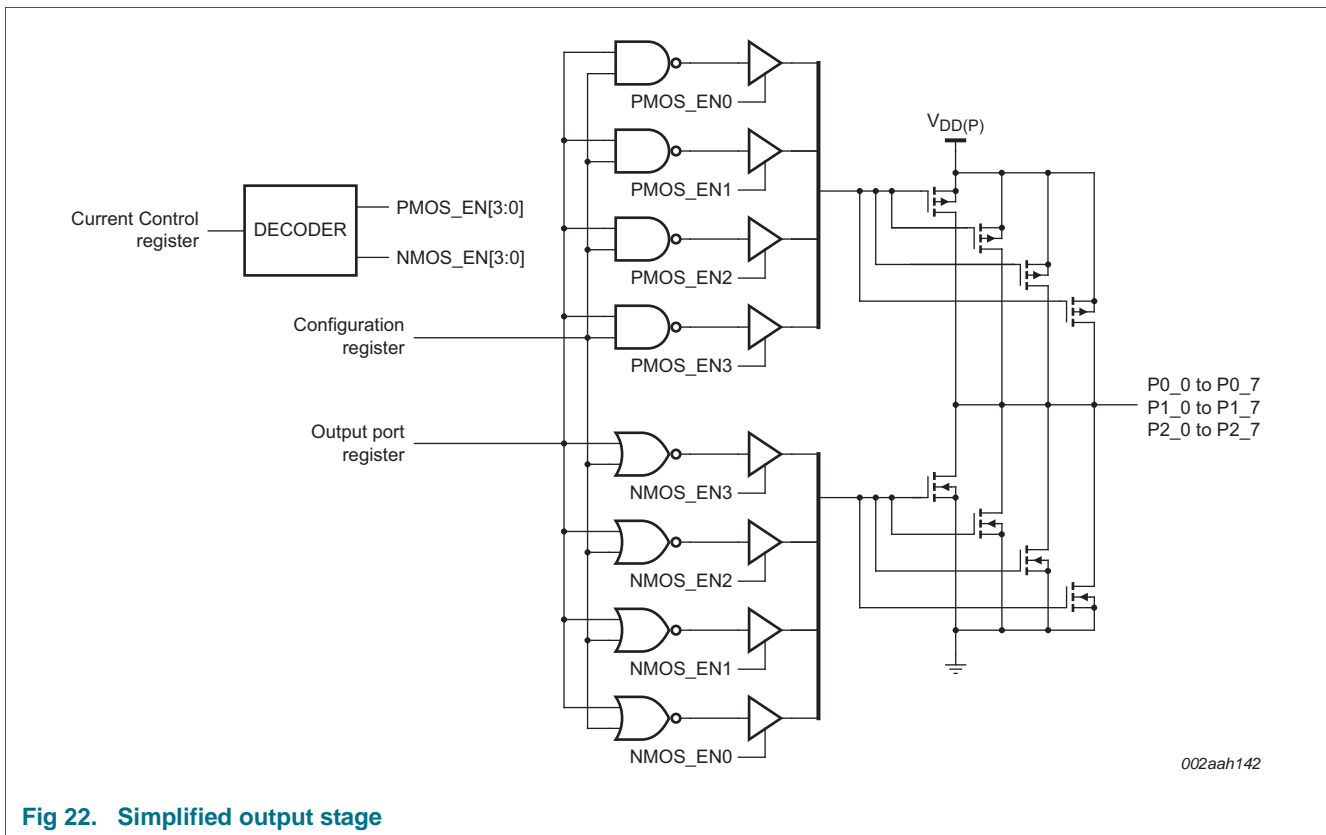 PMOS_EN0
VDD(P)
PMOS_EN1
Current Control
register
DECODER
PMOS_EN[3:0]
NMOS_EN[3:0]
PMOS_EN2
Configuration
register
PMOS_EN3
P0_0 to P0_7
P1_0 to P1_7
P2_0 to P2_7
Output port
register
NMOS_EN3
NMOS_EN2
NMOS_EN1
NMOS_EN0
002aah142
Fig 22. Simplified output stage